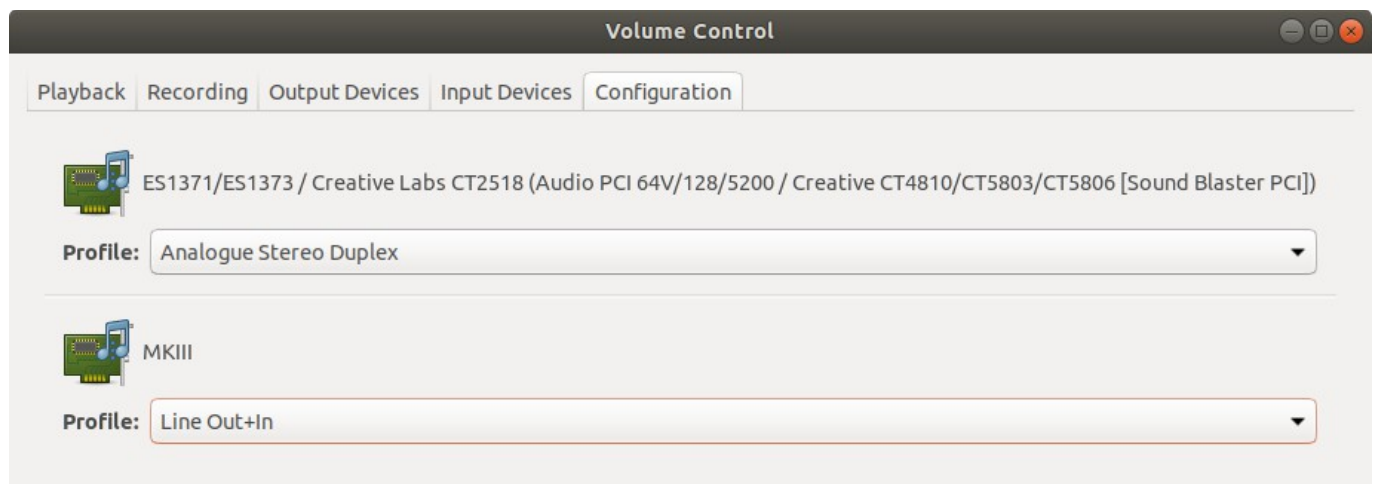 Volume Control
Playback Recording Output Devices Input Devices Configuration
ES1371/ES1373 / Creative Labs CT2518 (Audio PCI 64V/128/5200 / Creative CT4810/CT5803/CT5806 [Sound Blaster PCI])
Profile: Analogue Stereo Duplex
MKIII
Profile: Line Out+In